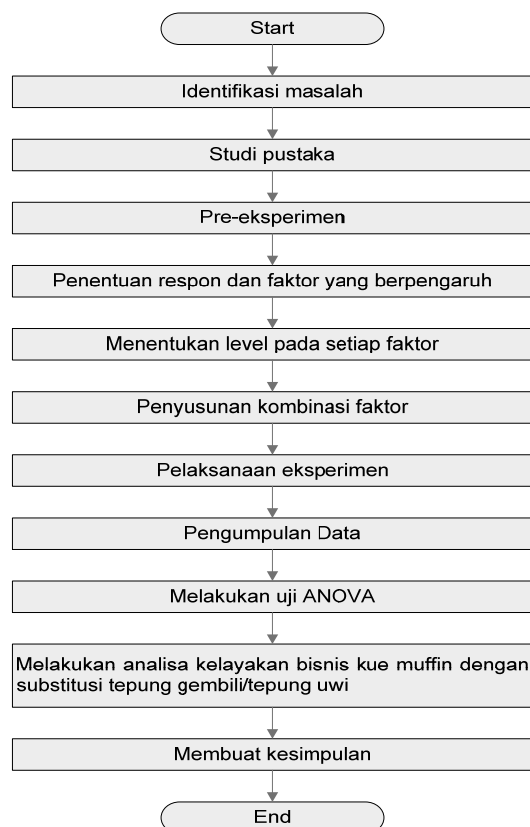 Start
Identifikasi masalah
Studi pustaka
Pre-eksperimen
Penentuan respon dan faktor yang berpengaruh
Menentukan level pada setiap faktor
Penyusunan kombinasi faktor
Pelaksanaan eksperimen
Pengumpulan Data
Melakukan uji ANOVA
Melakukan analisa kelayakan bisnis kue muffin dengan
substitusi tepung gembili/tepung uwi
Membuat kesimpulan
End